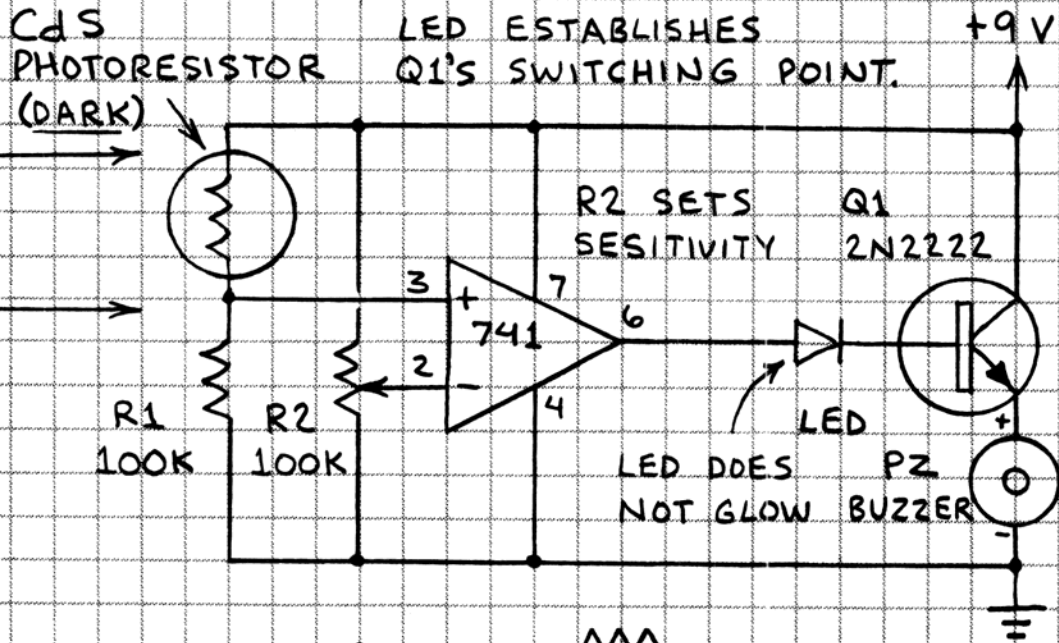 CdS
PHOTORESISTOR
(DARK)
LED ESTABLISHES
Q1'S SWITCHING POINT.
+9V
R2 SETS
SESITIVITY
Q1
2N2222
3
+
741
7
6
2
-
4
R1
100K
R2
100K
LED
LED DOES
NOT GLOW
+
PZ
BUZZER
-